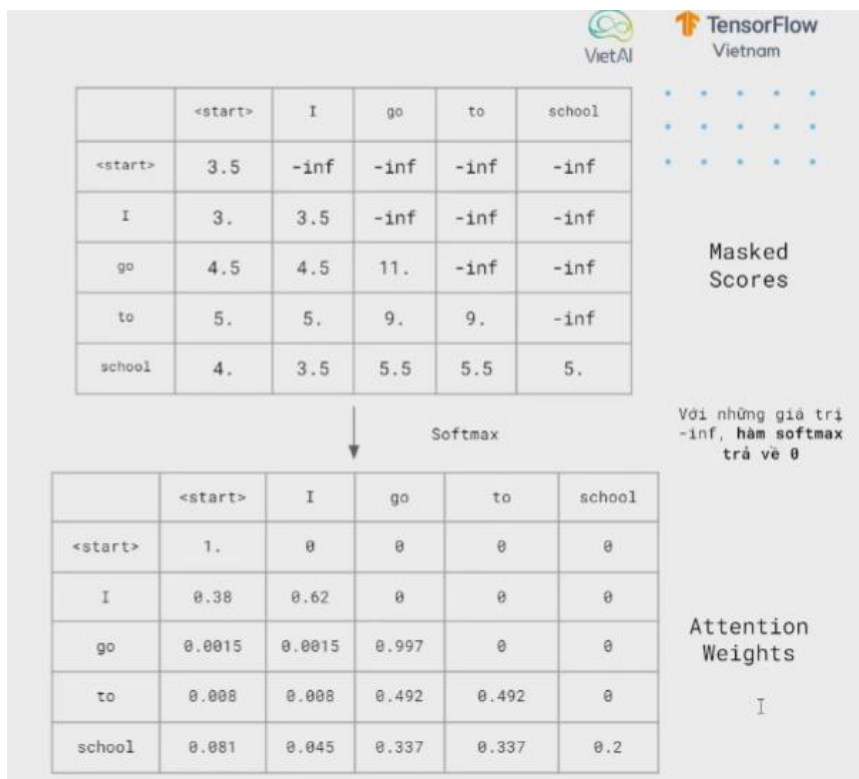 VietAI
TensorFlow
Vietnam
<start> I go to school
<start> 3.5 -inf -inf -inf -inf
I 3. 3.5 -inf -inf -inf
go 4.5 4.5 11. -inf -inf
to 5. 5. 9. 9. -inf
school 4. 3.5 5.5 5.5 5.
Masked
Scores
Softmax
Với những giá trị
-inf, hàm softmax
trả về 0
<start> I go to school
<start> 1. 0 0 0 0
I 0.38 0.62 0 0 0
go 0.0015 0.0015 0.997 0 0
to 0.008 0.008 0.492 0.492 0
school 0.081 0.045 0.337 0.337 0.2
Attention
Weights